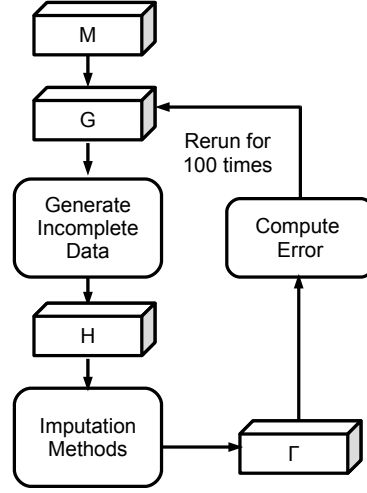 M
G
Rerun for
100 times
Generate
Incomplete
Data
Compute
Error
H
Imputation
Methods
Γ